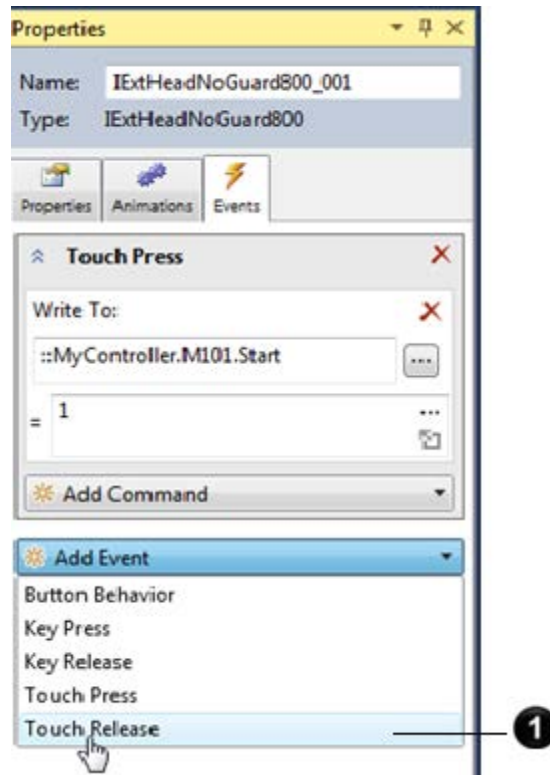 Properties
Name: IExtHeadNoGuard800_001
Type: IExtHeadNoGuard800
Properties Animations Events
Touch Press
Write To:
::MyController.M101.Start ...
= 1 ...
Add Command
Add Event
Button Behavior
Key Press
Key Release
Touch Press
Touch Release 1